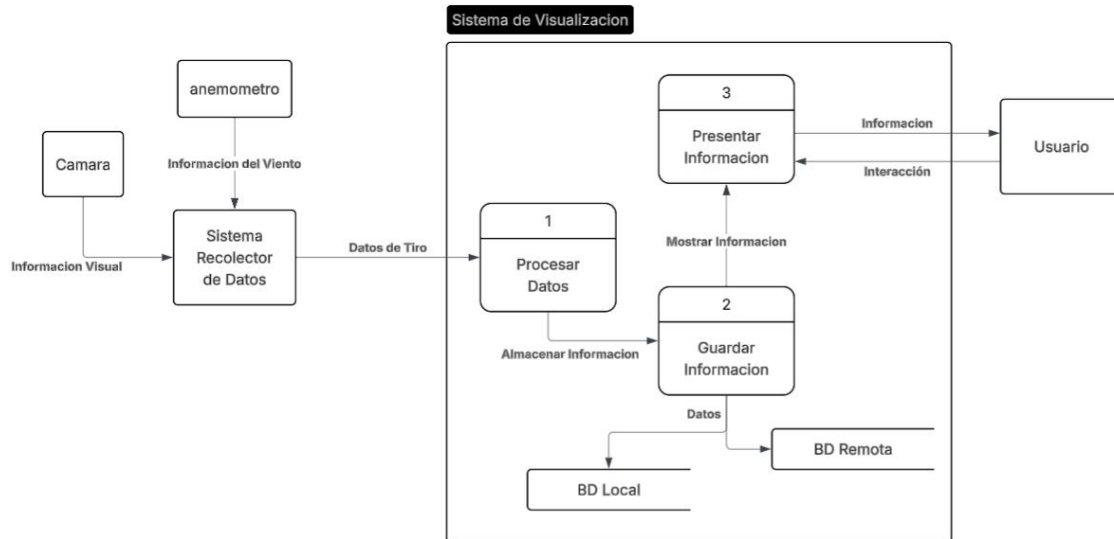 Sistema de Visualizacion
anemometro
3
Presentar
Informacion
Informacion
Usuario
Interacción
Camara
Informacion del Viento
Informacion Visual
Sistema
Recolector
de Datos
Datos de Tiro
1
Procesar
Datos
Mostrar Informacion
Almacenar Informacion
2
Guardar
Informacion
Datos
BD Remota
BD Local